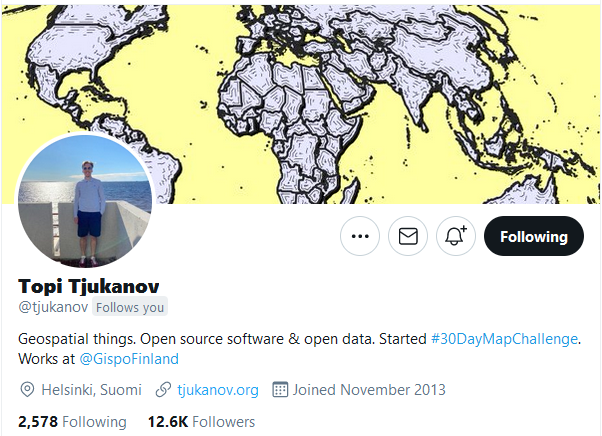 Following
Topi Tjukanov
@tjukanov Follows you
Geospatial things. Open source software & open data. Started #30DayMapChallenge.
Works at @GispoFinland
Helsinki, Suomi tjukanov.org Joined November 2013
2,578 Following 12.6K Followers